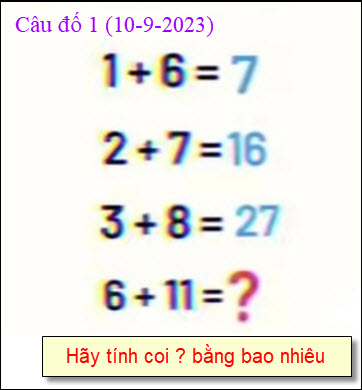 Câu đố 1 (10-9-2023)
1 + 6 = 7
2 + 7 = 16
3 + 8 = 27
6 + 11 = ?
Hãy tính coi ? bằng bao nhiêu